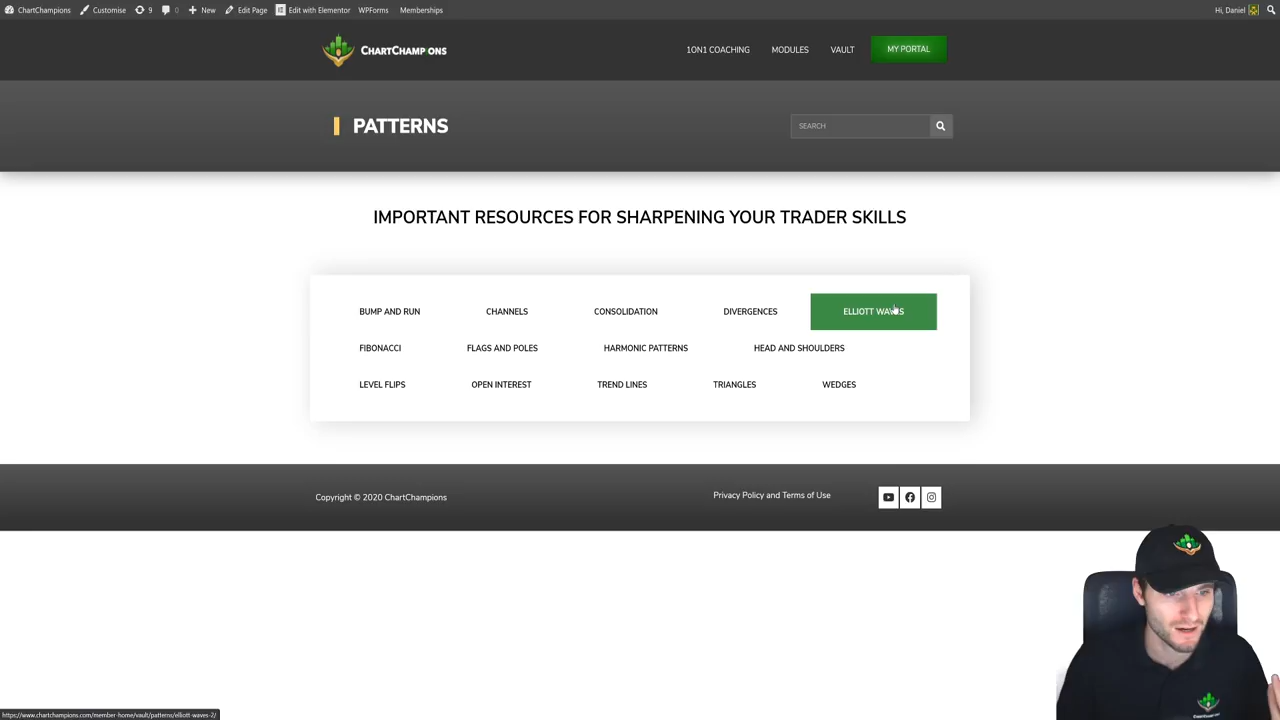 ChartChampions Customise 9 0 New Edit Page Edit with Elementor WPForms Memberships Hi, Daniel
CHARTCHAMPIONS 1ON1 COACHING MODULES VAULT MY PORTAL
PATTERNS SEARCH
IMPORTANT RESOURCES FOR SHARPENING YOUR TRADER SKILLS
BUMP AND RUN CHANNELS CONSOLIDATION DIVERGENCES ELLIOTT WAVES
FIBONACCI FLAGS AND POLES HARMONIC PATTERNS HEAD AND SHOULDERS
LEVEL FLIPS OPEN INTEREST TREND LINES TRIANGLES WEDGES
Copyright © 2020 ChartChampions Privacy Policy and Terms of Use
https://www.chartchampions.com/member-home/vault/patterns/elliott-waves-2/